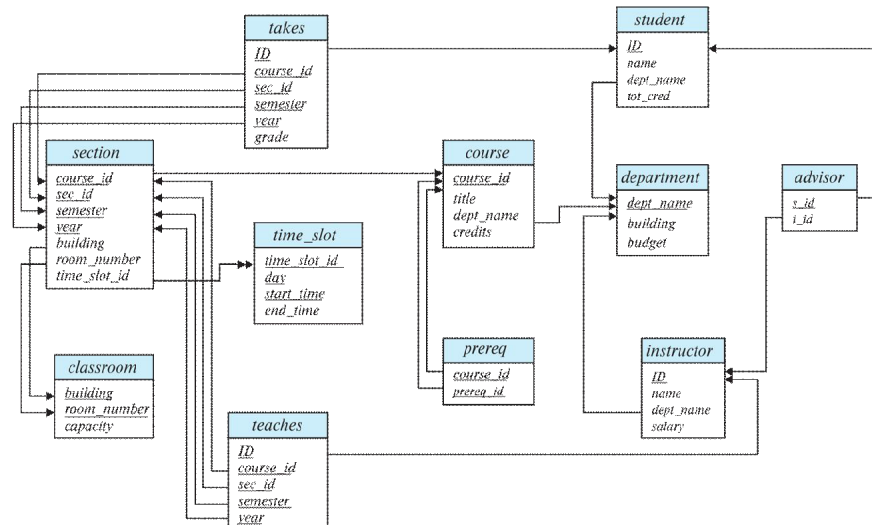 takes
ID
course_id
sec_id
semester
year
grade
student
ID
name
dept_name
tot_cred
section
course_id
sec_id
semester
year
building
room_number
time_slot_id
course
course_id
title
dept_name
credits
department
dept_name
building
budget
advisor
s_id
i_id
time_slot
time_slot_id
day
start_time
end_time
prereq
course_id
prereq_id
instructor
ID
name
dept_name
salary
classroom
building
room_number
capacity
teaches
ID
course_id
sec_id
semester
year